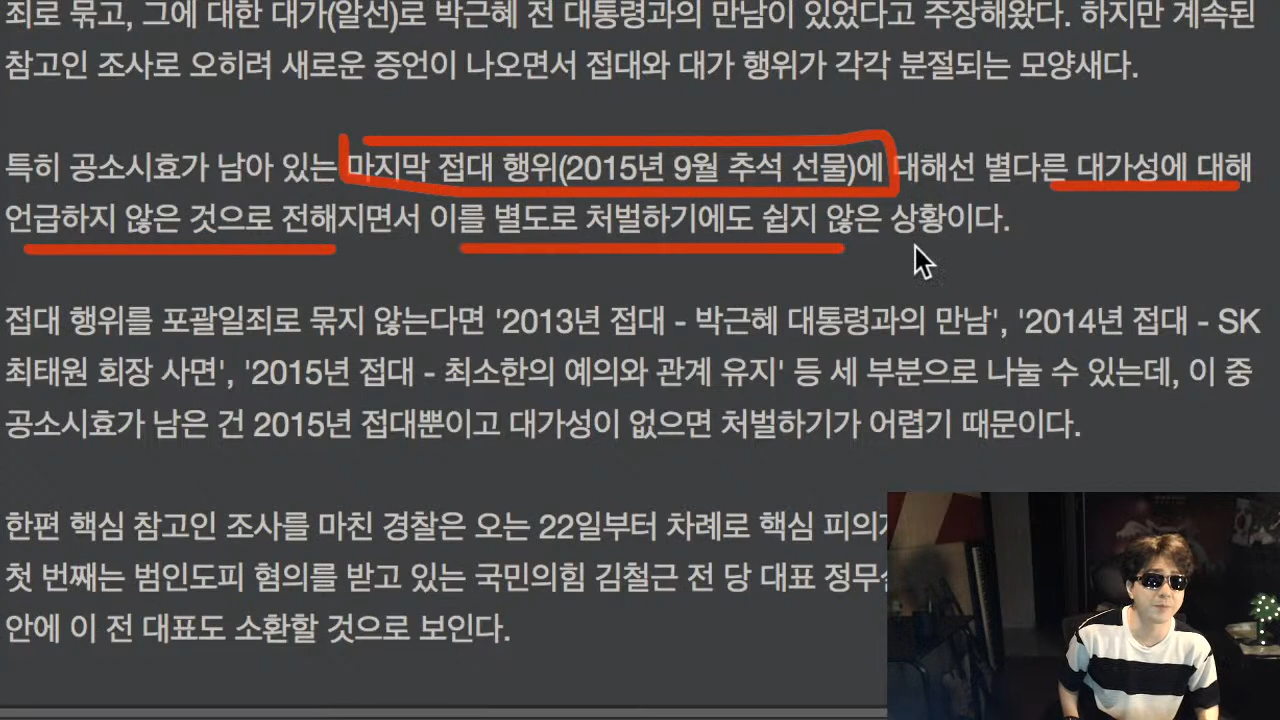 죄로 묶고, 그에 대한 대가(알선)로 박근혜 전 대통령과의 만남이 있었다고 주장해왔다. 하지만 계속된
참고인 조사로 오히려 새로운 증언이 나오면서 접대와 대가 행위가 각각 분절되는 모양새다.
특히 공소시효가 남아 있는 마지막 접대 행위(2015년 9월 추석 선물)에 대해선 별다른 대가성에 대해
언급하지 않은 것으로 전해지면서 이를 별도로 처벌하기에도 쉽지 않은 상황이다.
접대 행위를 포괄일죄로 묶지 않는다면 '2013년 접대 - 박근혜 대통령과의 만남', '2014년 접대 - SK
최태원 회장 사면', '2015년 접대 - 최소한의 예의와 관계 유지' 등 세 부분으로 나눌 수 있는데, 이 중
공소시효가 남은 건 2015년 접대뿐이고 대가성이 없으면 처벌하기가 어렵기 때문이다.
한편 핵심 참고인 조사를 마친 경찰은 오는 22일부터 차례로 핵심
첫 번째는 범인도피 혐의를 받고 있는 국민의힘 김철근 전 당 대표
안에 이 전 대표도 소환할 것으로 보인다.